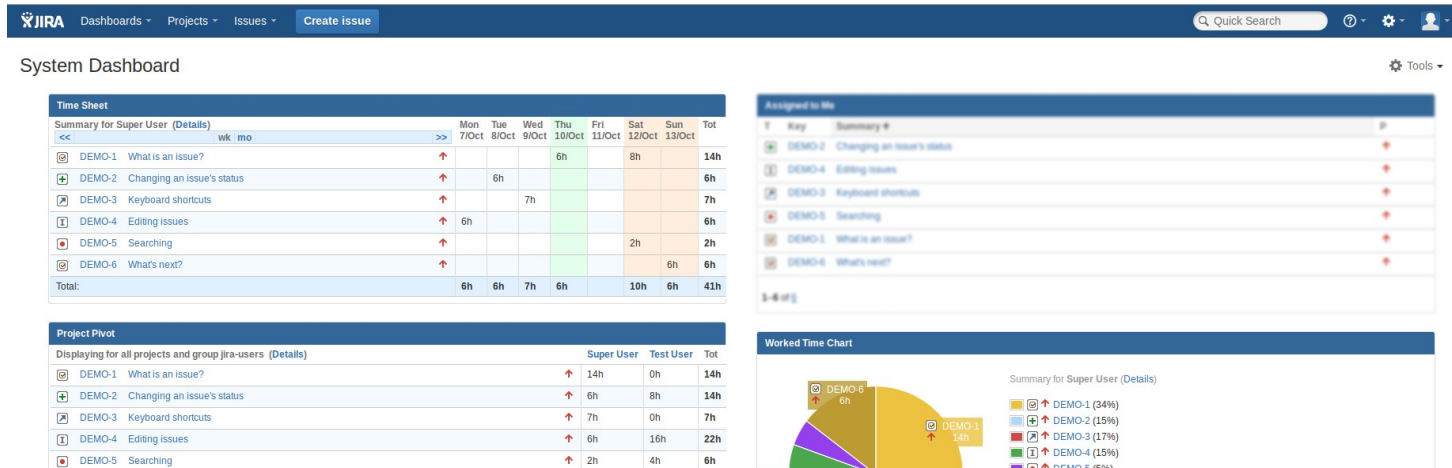 JIRA Dashboards Projects Issues Create issue Quick Search
System Dashboard Tools
Time Sheet
Summary for Super User (Details) Mon Tue Wed Thu Fri Sat Sun Tot
<< wk mo >> 7/Oct 8/Oct 9/Oct 10/Oct 11/Oct 12/Oct 13/Oct
DEMO-1 What is an issue? 6h 8h 14h
DEMO-2 Changing an issue's status 6h 6h
DEMO-3 Keyboard shortcuts 7h 7h
DEMO-4 Editing issues 6h 6h
DEMO-5 Searching 2h 2h
DEMO-6 What's next? 6h 6h
Total: 6h 6h 7h 6h 10h 6h 41h
Assigned to Me
T Key Summary P
DEMO-2 Changing an issue's status
DEMO-4 Editing issues
DEMO-3 Keyboard shortcuts
DEMO-5 Searching
DEMO-1 What is an issue?
DEMO-6 What's next?
1-6 of 6
Project Pivot
Displaying for all projects and group jira-users (Details) Super User Test User Tot
DEMO-1 What is an issue? 14h 0h 14h
DEMO-2 Changing an issue's status 6h 8h 14h
DEMO-3 Keyboard shortcuts 7h 0h 7h
DEMO-4 Editing issues 6h 16h 22h
DEMO-5 Searching 2h 4h 6h
Worked Time Chart
DEMO-6
6h
DEMO-1
14h
Summary for Super User (Details)
DEMO-1 (34%)
DEMO-2 (15%)
DEMO-3 (17%)
DEMO-4 (15%)
DEMO-5 (5%)